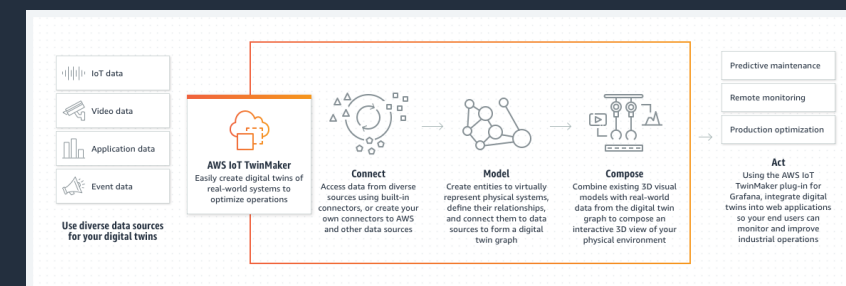 IoT data
Video data
Application data
Event data
Use diverse data sources
for your digital twins
AWS IoT TwinMaker
Easily create digital twins of
real-world systems to
optimize operations
Connect
Access data from diverse
sources using built-in
connectors, or create your
own connectors to AWS
and other data sources
Model
Create entities to virtually
represent physical systems,
define their relationships,
and connect them to data
sources to form a digital
twin graph
Compose
Combine existing 3D visual
models with real-world
data from the digital twin
graph to compose an
interactive 3D view of your
physical environment
Predictive maintenance
Remote monitoring
Production optimization
Act
Using the AWS IoT
TwinMaker plug-in for
Grafana, integrate digital
twins into web applications
so your end users can
monitor and improve
industrial operations